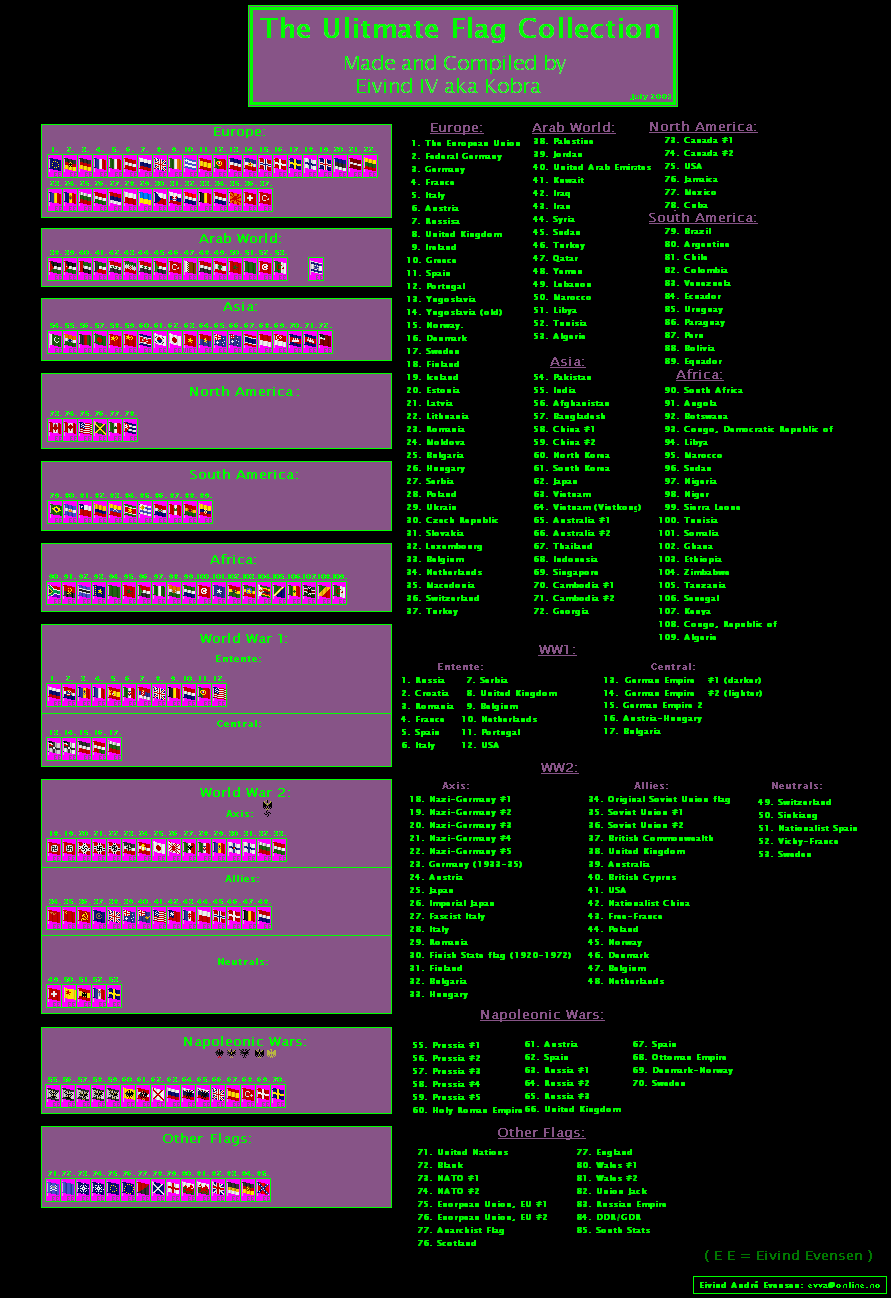 The Ulitmate Flag Collection
Made and Compiled by
Eivind IV aka Kobra
July 2003
Europe:
1. 2. 3. 4. 5. 6. 7. 8. 9. 10. 11. 12. 13. 14. 15. 16. 17. 18. 19. 20. 21. 22.
23. 24. 25. 26. 27. 28. 29. 30. 31. 32. 33. 34. 35. 36. 37.
Arab World:
38. 39. 40. 41. 42. 43. 44. 45. 46. 47. 48. 49. 50. 51. 52. 53.
Asia:
54. 55. 56. 57. 58. 59. 60. 61. 62. 63. 64. 65. 66. 67. 68. 69. 70. 71. 72.
North America:
73. 74. 75. 76. 77. 78.
South America:
79. 80. 81. 82. 83. 84. 85. 86. 87. 88. 89.
Africa:
90. 91. 92. 93. 94. 95. 96. 97. 98. 99. 100. 101. 102. 103. 104. 105. 106. 107. 108. 109.
World War 1:
Entente:
1. 2. 3. 4. 5. 6. 7. 8. 9. 10. 11. 12.
Central:
13. 14. 15. 16. 17.
World War 2:
Axis:
18. 19. 20. 21. 22. 23. 24. 25. 26. 27. 28. 29. 30. 31. 32. 33.
Allies:
34. 35. 36. 37. 38. 39. 40. 41. 42. 43. 44. 45. 46. 47. 48.
Neutrals:
49. 50. 51. 52. 53.
Napoleonic Wars:
55. 56. 57. 58. 59. 60. 61. 62. 63. 64. 65. 66. 67. 68. 69. 70.
Other Flags:
71. 72. 73. 74. 75. 76. 77. 78. 79. 80. 81. 82. 83. 84. 85.
Europe:
1. The European Union
2. Federal Germany
3. Germany
4. France
5. Italy
6. Austria
7. Russisa
8. United Kingdom
9. Ireland
10. Greece
11. Spain
12. Portugal
13. Yugoslavia
14. Yugoslavia (old)
15. Norway.
16. Denmark
17. Sweden
18. Finland
19. Iceland
20. Estonia
21. Latvia
22. Lithuania
23. Romania
24. Moldova
25. Bulgaria
26. Hungary
27. Serbia
28. Poland
29. Ukrain
30. Czech Republic
31. Slovakia
32. Luxembourg
33. Belgium
34. Netherlands
35. Macedonia
36. Switzerland
37. Turkey
Arab World:
38. Palestine
39. Jordan
40. United Arab Emirates
41. Kuwait
42. Iraq
43. Iran
44. Syria
45. Sudan
46. Turkey
47. Qatar
48. Yemen
49. Lebanon
50. Marocco
51. Libya
52. Tunisia
53. Algeria
Asia:
54. Pakistan
55. India
56. Afghanistan
57. Bangladesh
58. China #1
59. China #2
60. North Korea
61. South Korea
62. Japan
63. Vietnam
64. Vietnam (Vietkong)
65. Australia #1
66. Australia #2
67. Thailand
68. Indonesia
69. Singapore
70. Cambodia #1
71. Cambodia #2
72. Georgia
North America:
73. Canada #1
74. Canada #2
75. USA
76. Jamaica
77. Mexico
78. Cuba
South America:
79. Brazil
80. Argentine
81. Chile
82. Colombia
83. Venezuela
84. Ecuador
85. Uruguay
86. Paraguay
87. Peru
88. Bolivia
89. Equador
Africa:
90. South Africa
91. Angola
92. Botswana
93. Congo, Democratic Republic of
94. Libya
95. Marocco
96. Sudan
97. Nigeria
98. Niger
99. Sierra Leone
100. Tunisia
101. Somalia
102. Ghana
103. Ethiopia
104. Zimbabwe
105. Tanzania
106. Senegal
107. Kenya
108. Congo, Republic of
109. Algerie
WW1:
Entente:
1. Russia
2. Croatia
3. Romania
4. France
5. Spain
6. Italy
7. Serbia
8. United Kingdom
9. Belgium
10. Netherlands
11. Portugal
12. USA
Central:
13. German Empire #1 (darker)
14. German Empire #2 (lighter)
15. German Empire 2
16. Austria-Hungary
17. Bulgaria
WW2:
Axis:
18. Nazi-Germany #1
19. Nazi-Germany #2
20. Nazi-Germany #3
21. Nazi-Germany #4
22. Nazi-Germany #5
23. Germany (1933-35)
24. Austria
25. Japan
26. Imperial Japan
27. Fascist Italy
28. Italy
29. Romania
30. Finish State flag (1920-1972)
31. Finland
32. Bulgaria
33. Hungary
Allies:
34. Original Soviet Union flag
35. Soviet Union #1
36. Soviet Union #2
37. British Commonwealth
38. United Kingdom
39. Australia
40. British Cyprus
41. USA
42. Nationalist China
43. Free-France
44. Poland
45. Norway
46. Denmark
47. Belgium
48. Netherlands
Neutrals:
49. Switzerland
50. Sinkiang
51. Nationalist Spain
52. Vichy-France
53. Sweden
Napoleonic Wars:
55. Prussia #1
56. Prussia #2
57. Prussia #3
58. Prussia #4
59. Prussia #5
60. Holy Roman Empire
61. Austria
62. Spain
63. Russia #1
64. Russia #2
65. Russia #3
66. United Kingdom
67. Spain
68. Ottoman Empire
69. Denmark-Norway
70. Sweden
Other Flags:
71. United Nations
72. Blank
73. NATO #1
74. NATO #2
75. Eeorpean Union, EU #1
76. Eeorpean Union, EU #2
77. Anarchist Flag
76. Scotland
77. England
80. Wales #1
81. Wales #2
82. Union Jack
83. Russian Empire
84. DDR/GDR
85. South Stats
( E E = Eivind Evensen )
Eivind André Evensen: evva@online.no